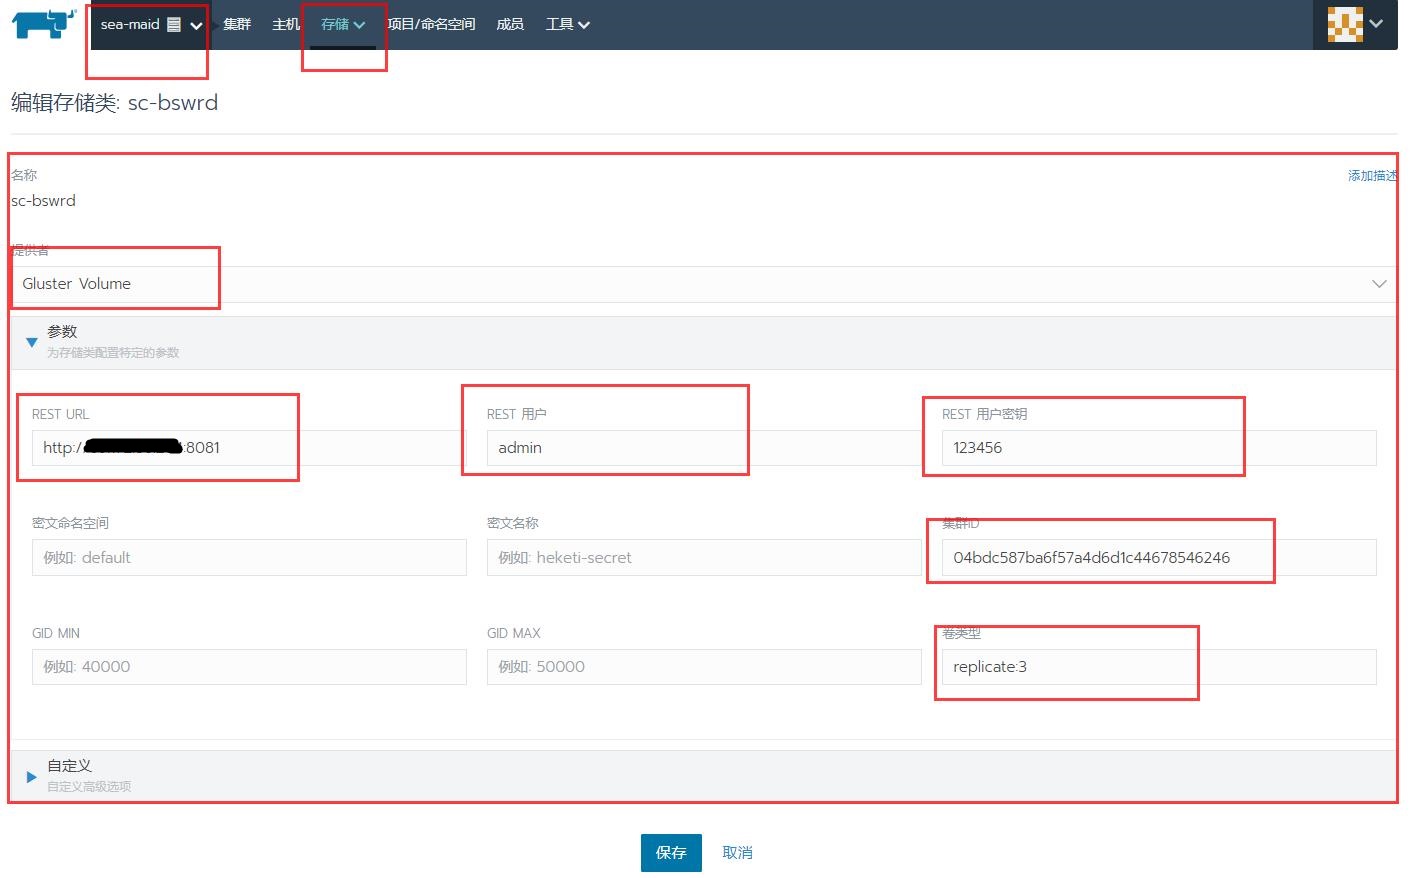 sea-maid 集群 主机 存储 项目/命名空间 成员 工具
编辑存储类: sc-bswrd
名称 添加描述
sc-bswrd
提供者
Gluster Volume
参数
为存储类配置特定的参数
REST URL REST 用户 REST 用户密钥
http:/ :8081 admin 123456
密文命名空间 密文名称 集群ID
例如: default 例如: heketi-secret 04bdc587ba6f57a4d6d1c44678546246
GID MIN GID MAX 卷类型
例如: 40000 例如: 50000 replicate:3
自定义
自定义高级选项
保存 取消